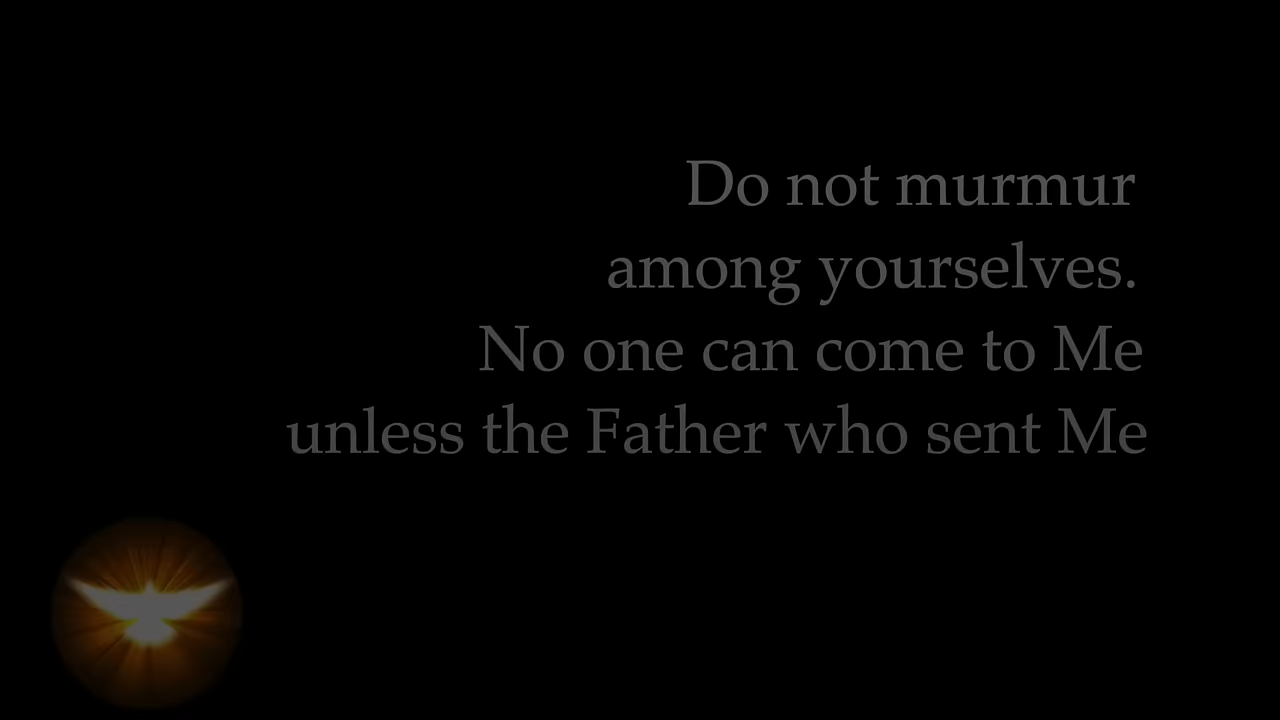 Do not murmur
among yourselves.
No one can come to Me
unless the Father who sent Me